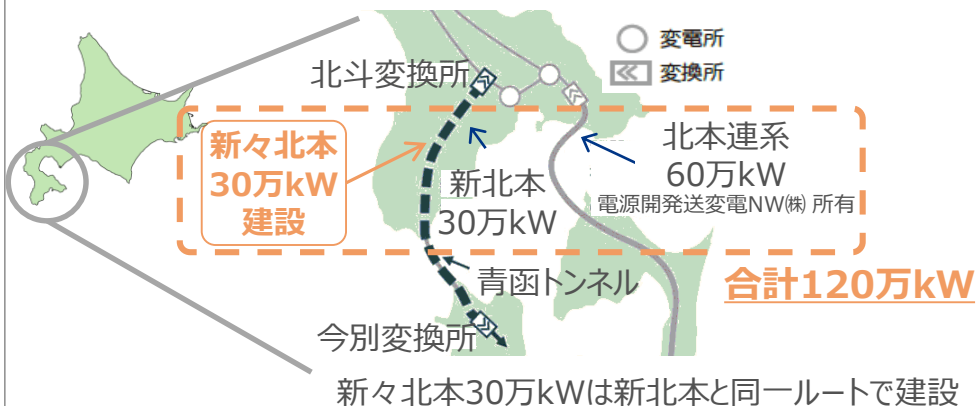 変電所
変換所
北斗変換所
新々北本
30万kW
建設
新北本
30万kW
北本連系
60万kW
電源開発送変電NW㈱ 所有
青函トンネル
合計120万kW
今別変換所
新々北本30万kWは新北本と同一ルートで建設